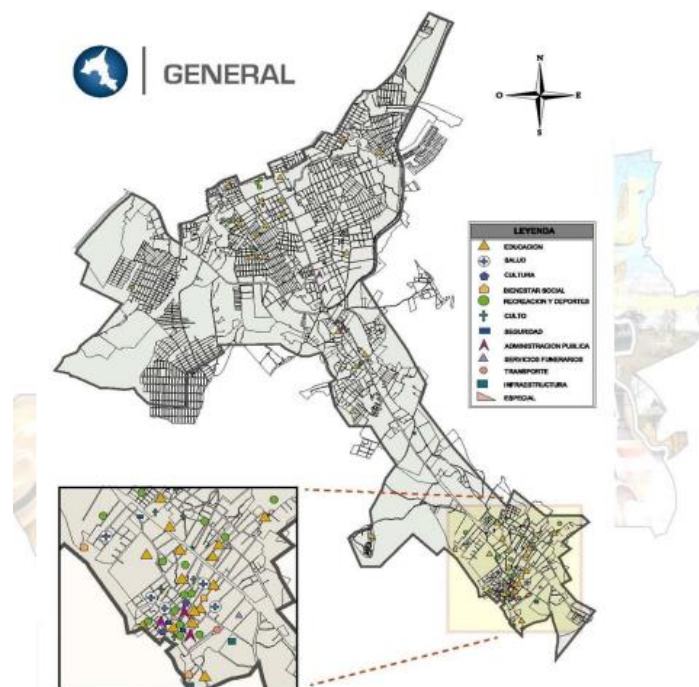 GENERAL
N
O
E
S
LEYENDA
EDUCACION
SALUD
CULTURA
BIENESTAR SOCIAL
RECREACION Y DEPORTES
CULTO
SEGURIDAD
ADMINISTRACION PUBLICA
SERVICIOS FUNERARIOS
TRANSPORTE
INFRAESTRUCTURA
ESPECIAL